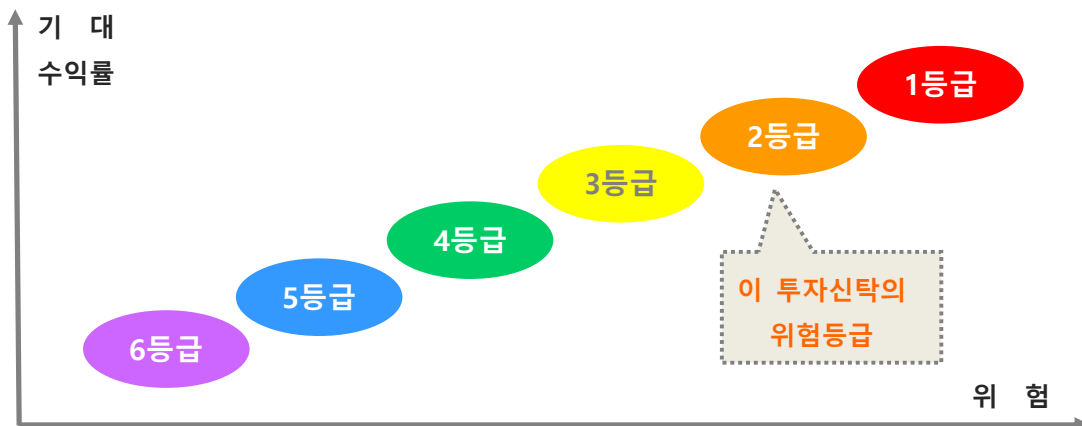 기 대
수익률
1등급
2등급
3등급
4등급
5등급
6등급
이 투자신탁의
위험등급
위 험